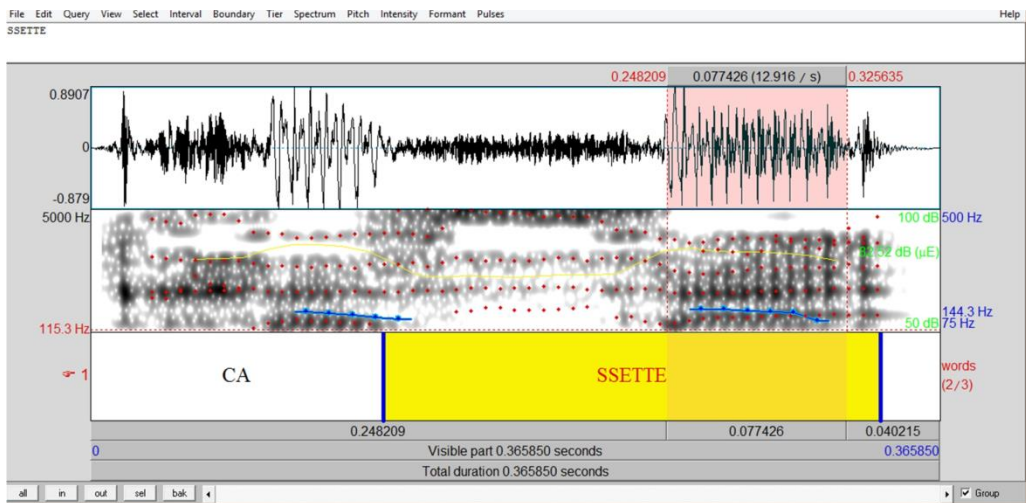 File Edit Query View Select Interval Boundary Tier Spectrum Pitch Intensity Formant Pulses Help
SSETTE
0.248209 0.077426 (12.916 / s) 0.325635
0.8907
0
-0.879
5000 Hz 100 dB 500 Hz
82.52 dB (µE)
144.3 Hz
115.3 Hz 50 dB 75 Hz
1 CA SSETTE words
(2/3)
0.248209 0.077426 0.040215
0 Visible part 0.365850 seconds 0.365850
Total duration 0.365850 seconds
all in out sel bak Group